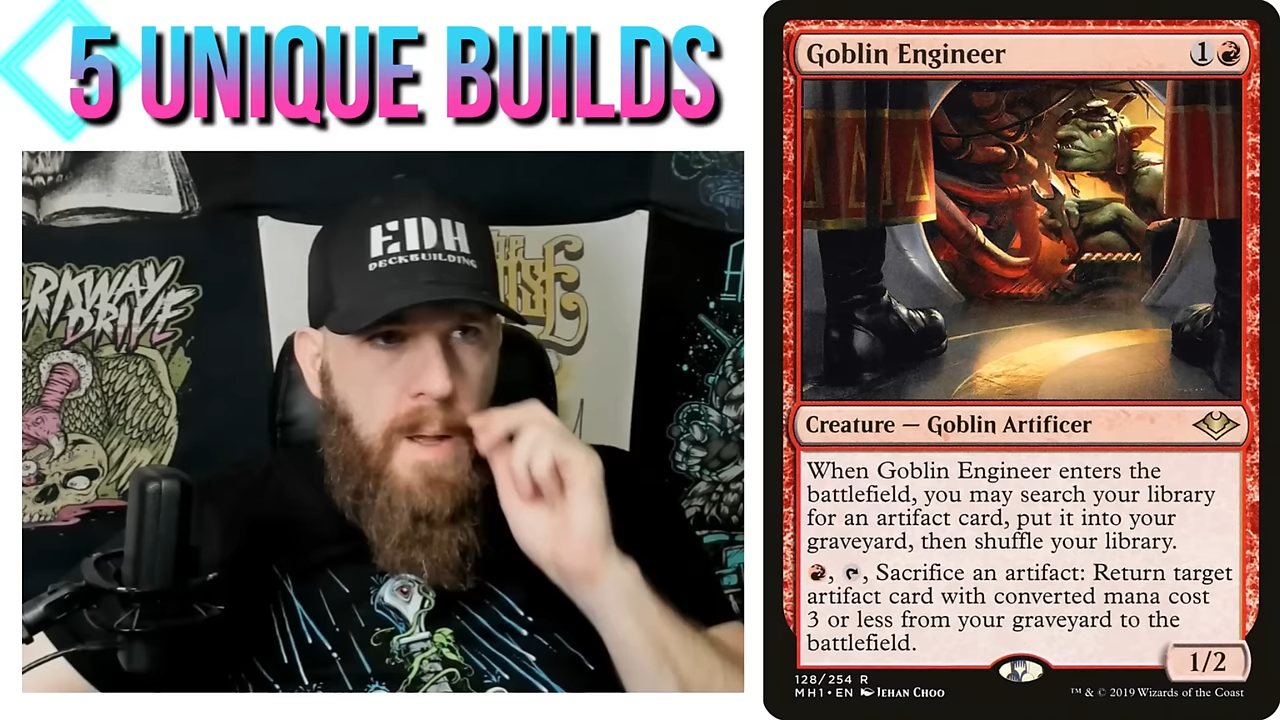 5 UNIQUE BUILDS
EDH
DECKBUILDING
DRIVE
Goblin Engineer
1
Creature — Goblin Artificer
When Goblin Engineer enters the
battlefield, you may search your library
for an artifact card, put it into your
graveyard, then shuffle your library.
, , Sacrifice an artifact: Return target
artifact card with converted mana cost
3 or less from your graveyard to the
battlefield.
1/2
128/254 R
MH1 • EN Jehan Choo
™ & © 2019 Wizards of the Coast